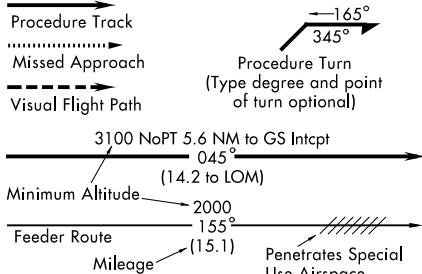 Procedure Track
Missed Approach
Visual Flight Path
165°
345°
Procedure Turn
(Type degree and point
of turn optional)
3100 NoPT 5.6 NM to GS Intcpt
045°
(14.2 to LOM)
Minimum Altitude
2000
155°
(15.1)
Feeder Route
Mileage
Penetrates Special
Use Airspace